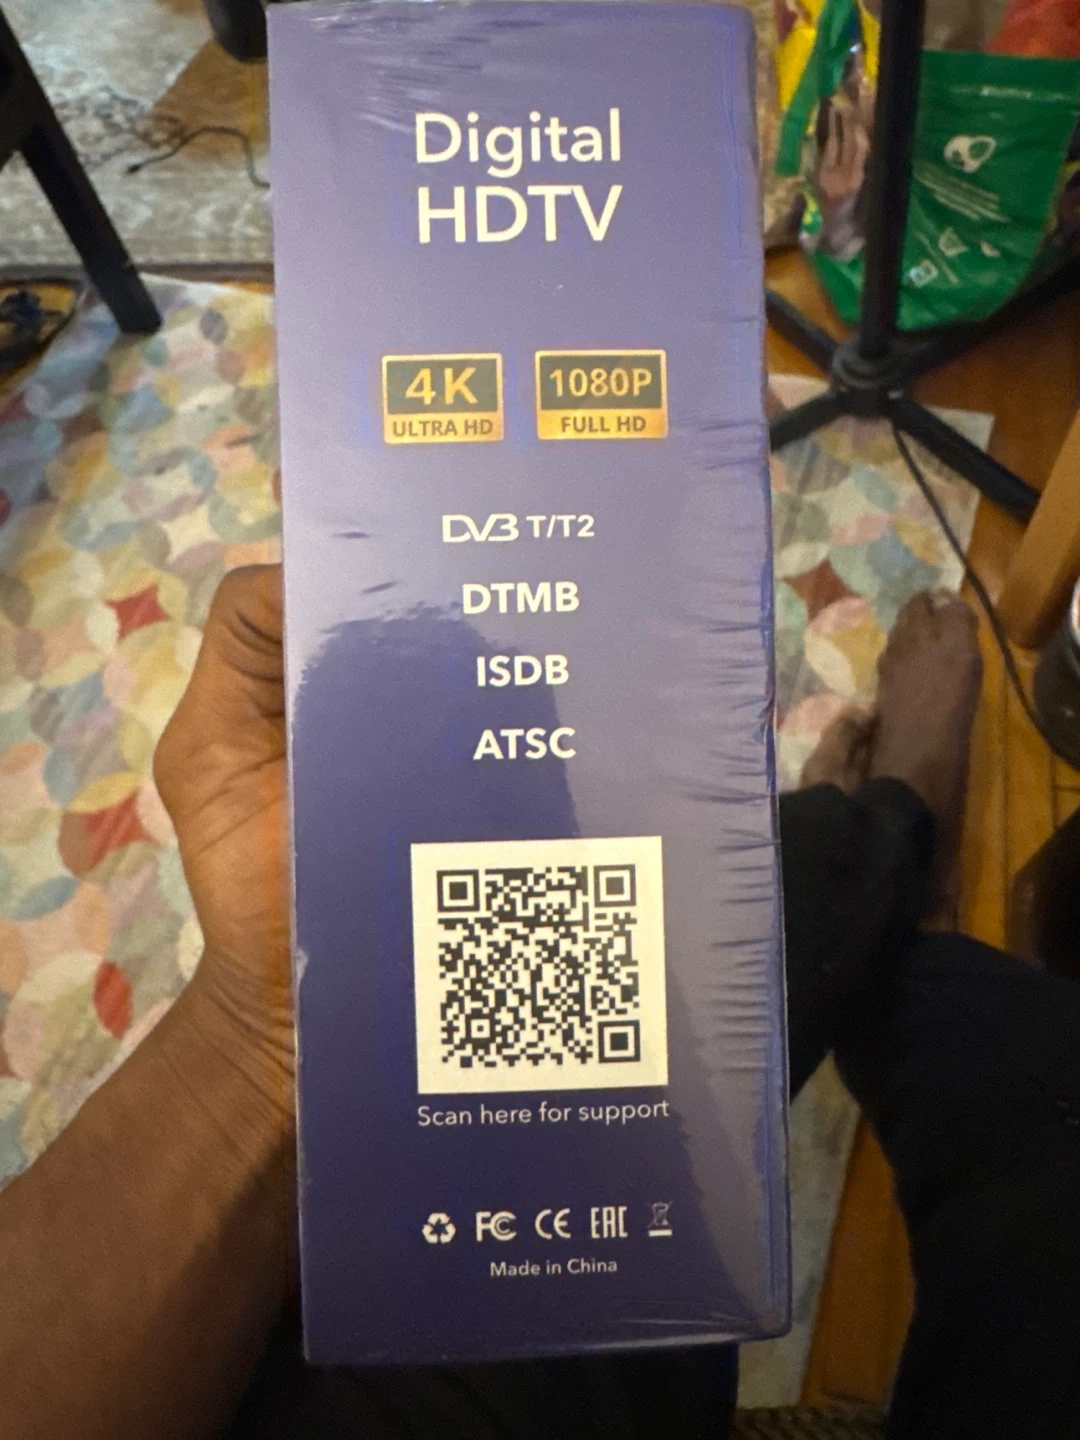 Digital
HDTV
4K
ULTRA HD
1080P
FULL HD
DVB T/T2
DTMB
ISDB
ATSC
Scan here for support
FC CE EAC
Made in China